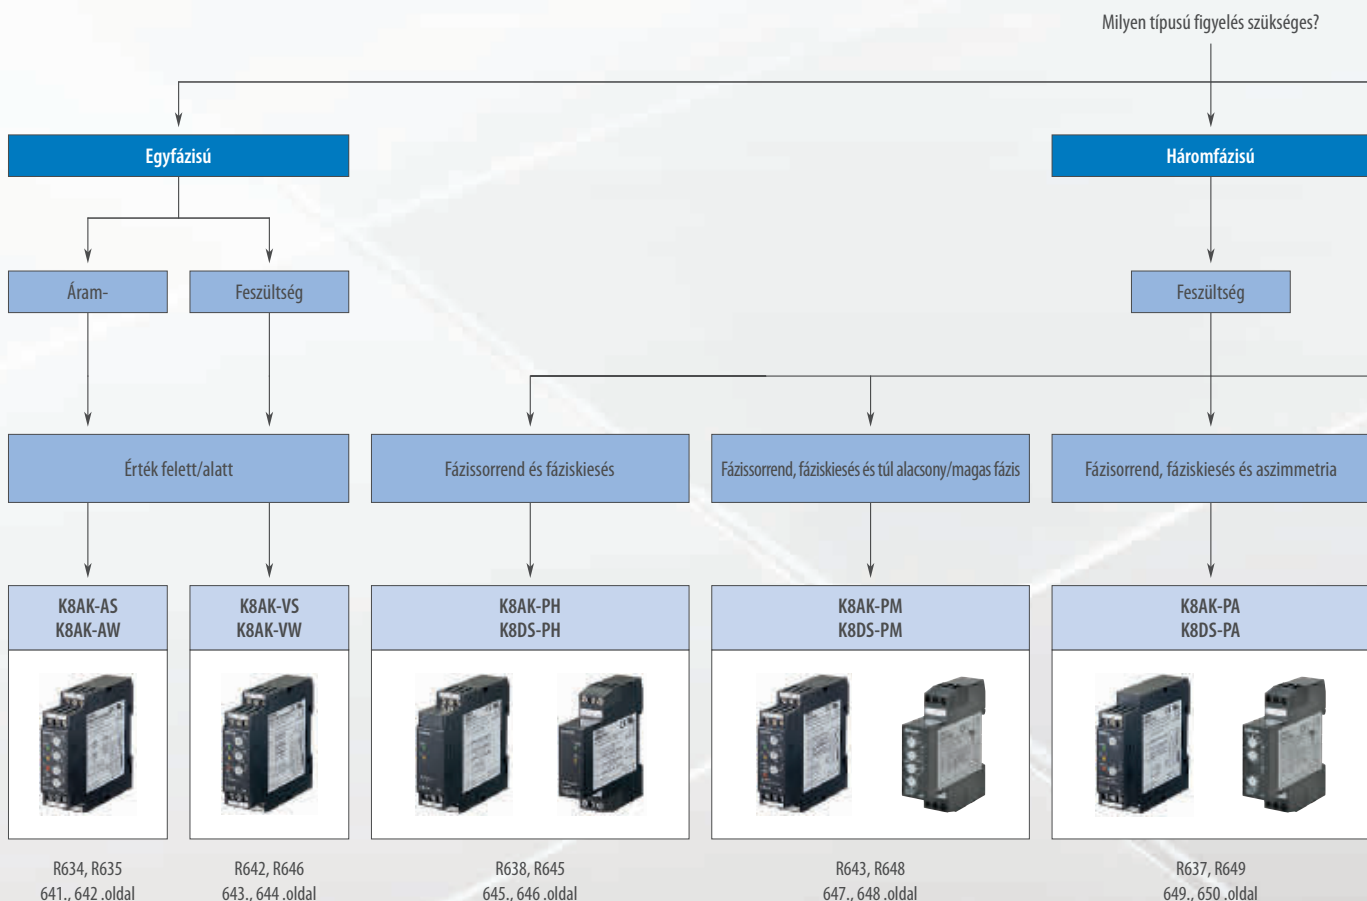 Milyen típusú figyelés szükséges?
Egyfázisú
Háromfázisú
Áram-
Feszültség
Feszültség
Érték felett/alatt
Fázissorrend és fáziskiesés
Fázissorrend, fáziskiesés és túl alacsony/magas fázis
Fázisorrend, fáziskiesés és aszimmetria
K8AK-AS
K8AK-AW
K8AK-VS
K8AK-VW
K8AK-PH
K8DS-PH
K8AK-PM
K8DS-PM
K8AK-PA
K8DS-PA
R634, R635
641., 642 .oldal
R642, R646
643., 644 .oldal
R638, R645
645., 646 .oldal
R643, R648
647., 648 .oldal
R637, R649
649., 650 .oldal